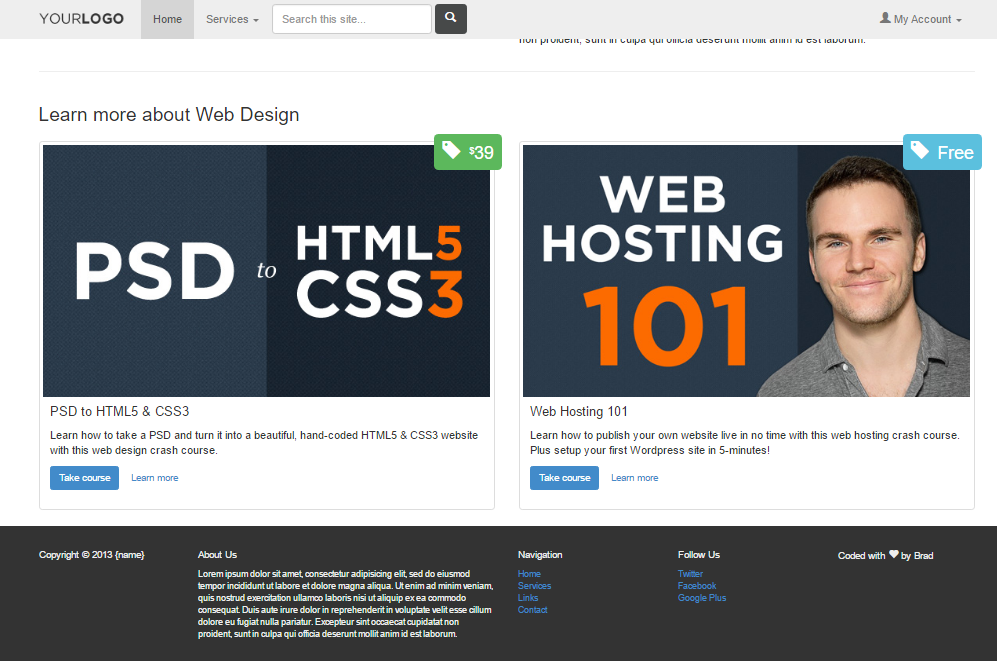 YOURLOGO Home Services Search this site... My Account
non proident, sunt in culpa qui officia deserunt mollit anim id est laborum.
Learn more about Web Design
$39
PSD to HTML5 CSS3
Free
WEB
HOSTING
101
PSD to HTML5 & CSS3
Learn how to take a PSD and turn it into a beautiful, hand-coded HTML5 & CSS3 website
with this web design crash course.
Take course Learn more
Web Hosting 101
Learn how to publish your own website live in no time with this web hosting crash course.
Plus setup your first Wordpress site in 5-minutes!
Take course Learn more
Copyright © 2013 {name}
About Us
Lorem ipsum dolor sit amet, consectetur adipisicing elit, sed do eiusmod
tempor incididunt ut labore et dolore magna aliqua. Ut enim ad minim veniam,
quis nostrud exercitation ullamco laboris nisi ut aliquip ex ea commodo
consequat. Duis aute irure dolor in reprehenderit in voluptate velit esse cillum
dolore eu fugiat nulla pariatur. Excepteur sint occaecat cupidatat non
proident, sunt in culpa qui officia deserunt mollit anim id est laborum.
Navigation
Home
Services
Links
Contact
Follow Us
Twitter
Facebook
Google Plus
Coded with ♥ by Brad